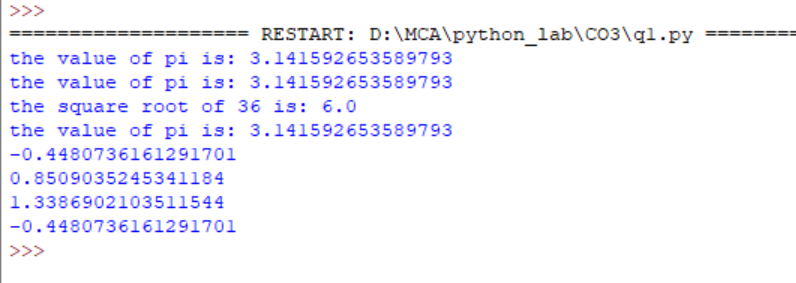 >>>
==================== RESTART: D:\MCA\python_lab\CO3\q1.py ========
the value of pi is: 3.141592653589793
the value of pi is: 3.141592653589793
the square root of 36 is: 6.0
the value of pi is: 3.141592653589793
-0.4480736161291701
0.8509035245341184
1.3386902103511544
-0.4480736161291701
>>>